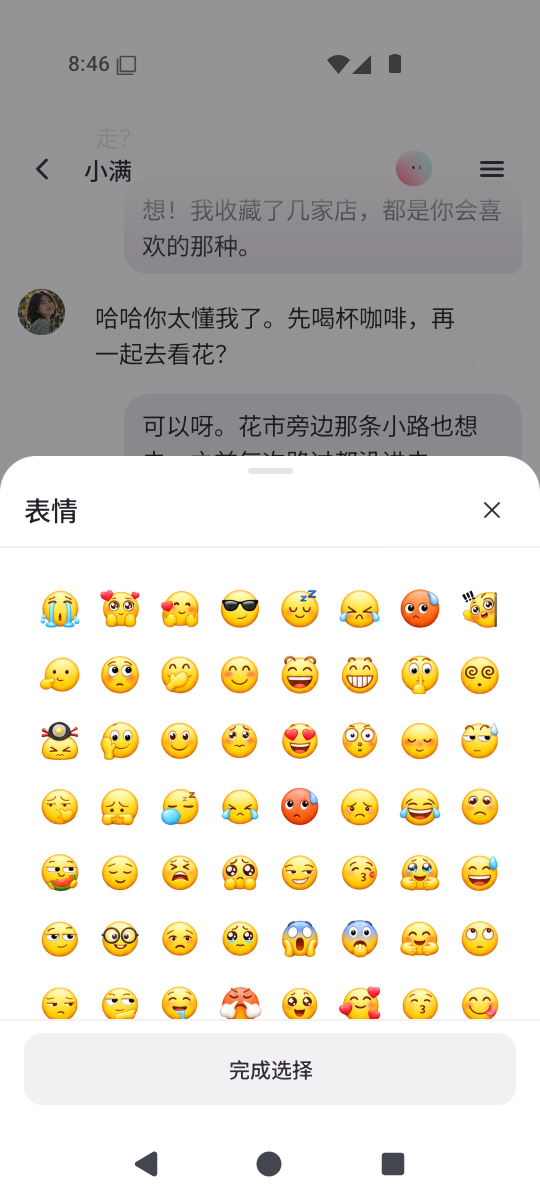 8:46
走？
小满
想！我收藏了几家店，都是你会喜
欢的那种。
哈哈你太懂我了。先喝杯咖啡，再
一起去看花？
可以呀。花市旁边那条小路也想
表情
完成选择